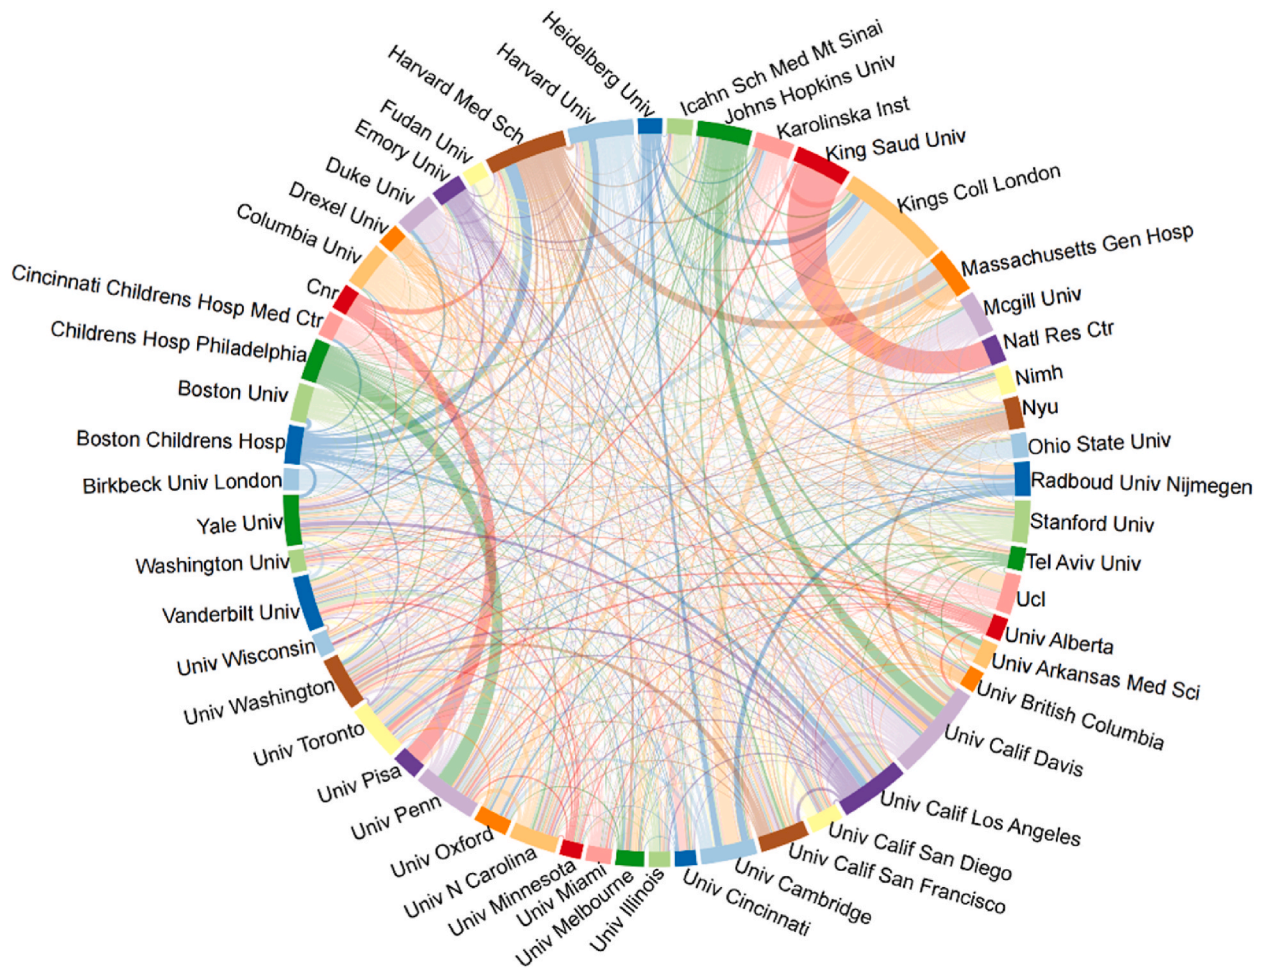 Heidelberg Univ
Icahn Sch Med Mt Sinai
Johns Hopkins Univ
Karolinska Inst
King Saud Univ
Kings Coll London
Massachusetts Gen Hosp
Mcgill Univ
Natl Res Ctr
Nimh
Nyu
Ohio State Univ
Radboud Univ Nijmegen
Stanford Univ
Tel Aviv Univ
Ucl
Univ Alberta
Univ Arkansas Med Sci
Univ British Columbia
Univ Calif Davis
Univ Calif Los Angeles
Univ Calif San Diego
Univ Calif San Francisco
Univ Cambridge
Univ Cincinnati
Univ Illinois
Univ Melbourne
Univ Miami
Univ Minnesota
Univ N Carolina
Univ Oxford
Univ Penn
Univ Pisa
Univ Toronto
Univ Washington
Univ Wisconsin
Vanderbilt Univ
Washington Univ
Yale Univ
Birkbeck Univ London
Boston Childrens Hosp
Boston Univ
Childrens Hosp Philadelphia
Cincinnati Childrens Hosp Med Ctr
Cnr
Columbia Univ
Drexel Univ
Duke Univ
Emory Univ
Fudan Univ
Harvard Med Sch
Harvard Univ